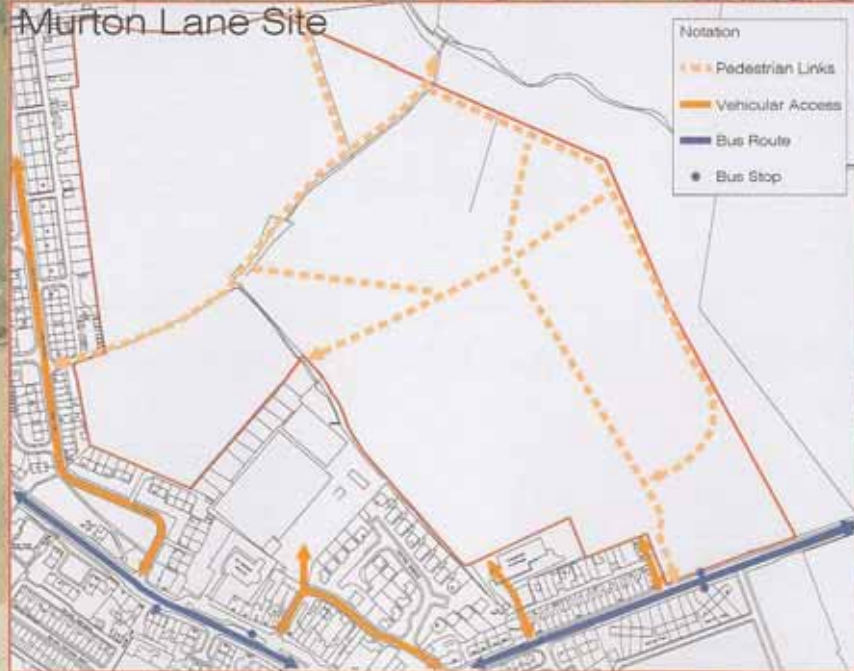 Murton Lane Site
Notation
Pedestrian Links
Vehicular Access
Bus Route
Bus Stop